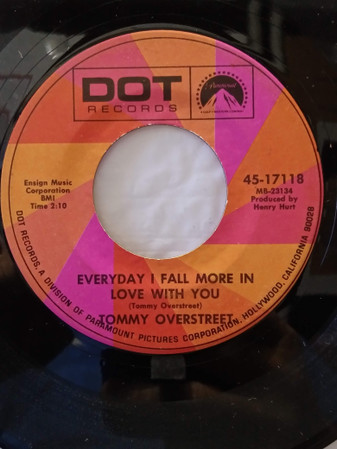 DOT
RECORDS
Paramount
Ensign Music
Corporation
BMI
Time 2:10
45-17118
MB-23134
Produced by
Henry Hurt
EVERYDAY I FALL MORE IN
LOVE WITH YOU
(Tommy Overstreet)
TOMMY OVERSTREET
DOT RECORDS, A DIVISION OF PARAMOUNT PICTURES CORPORATION, HOLLYWOOD, CALIFORNIA 90028